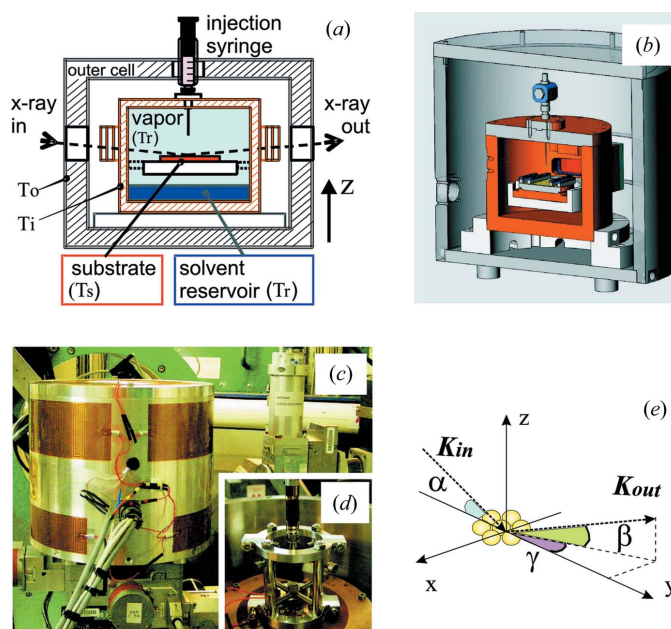 injection
syringe
(a)
outer cell
x-ray
in
x-ray
out
vapor
(Tr)
To
Ti
z
substrate
(Ts)
solvent
reservoir (Tr)
(b)
(c)
(d)
(e)
z
Kin
α
Kout
β
γ
x
y